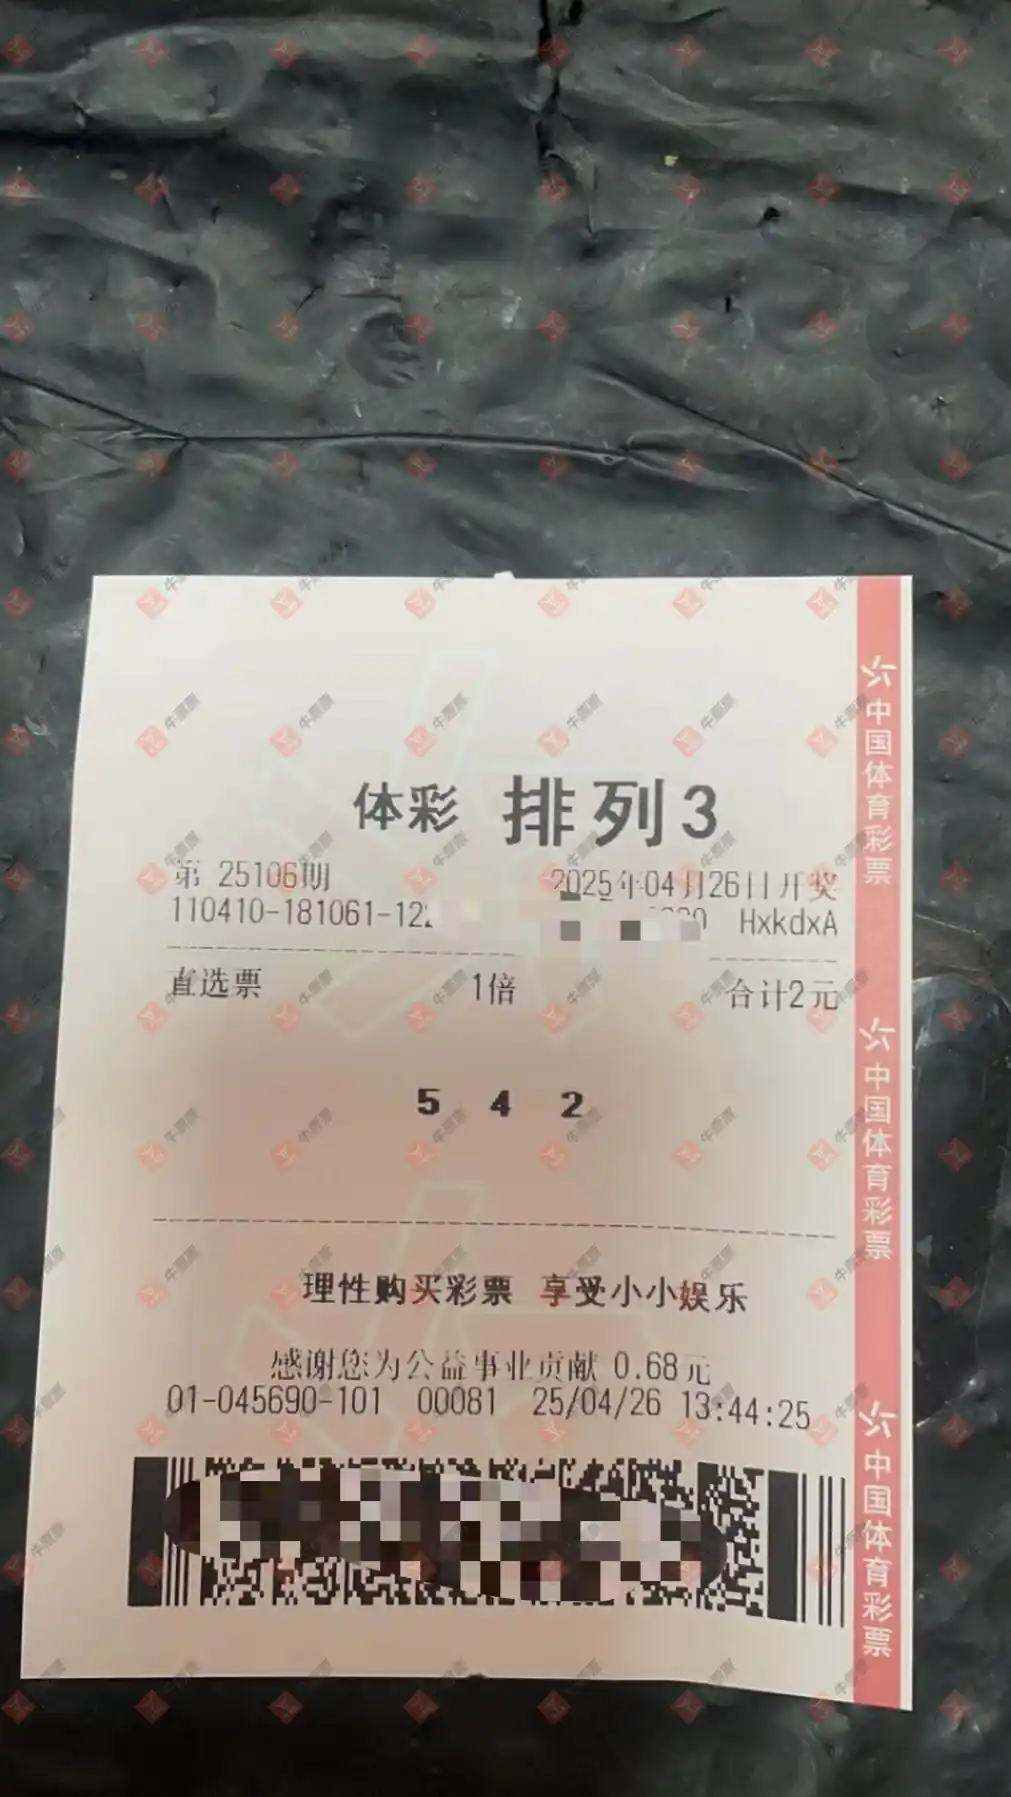 体彩 排列3
第 25106期 2025年04月26日开奖
110410-181061-12 HxkdxA
直选票 1倍 合计2元
5 4 2
理性购买彩票 享受小小娱乐
感谢您为公益事业贡献 0.68元
01-045690-101 00081 25/04/26 13:44:25
中国体育彩票
中国体育彩票
中国体育彩票